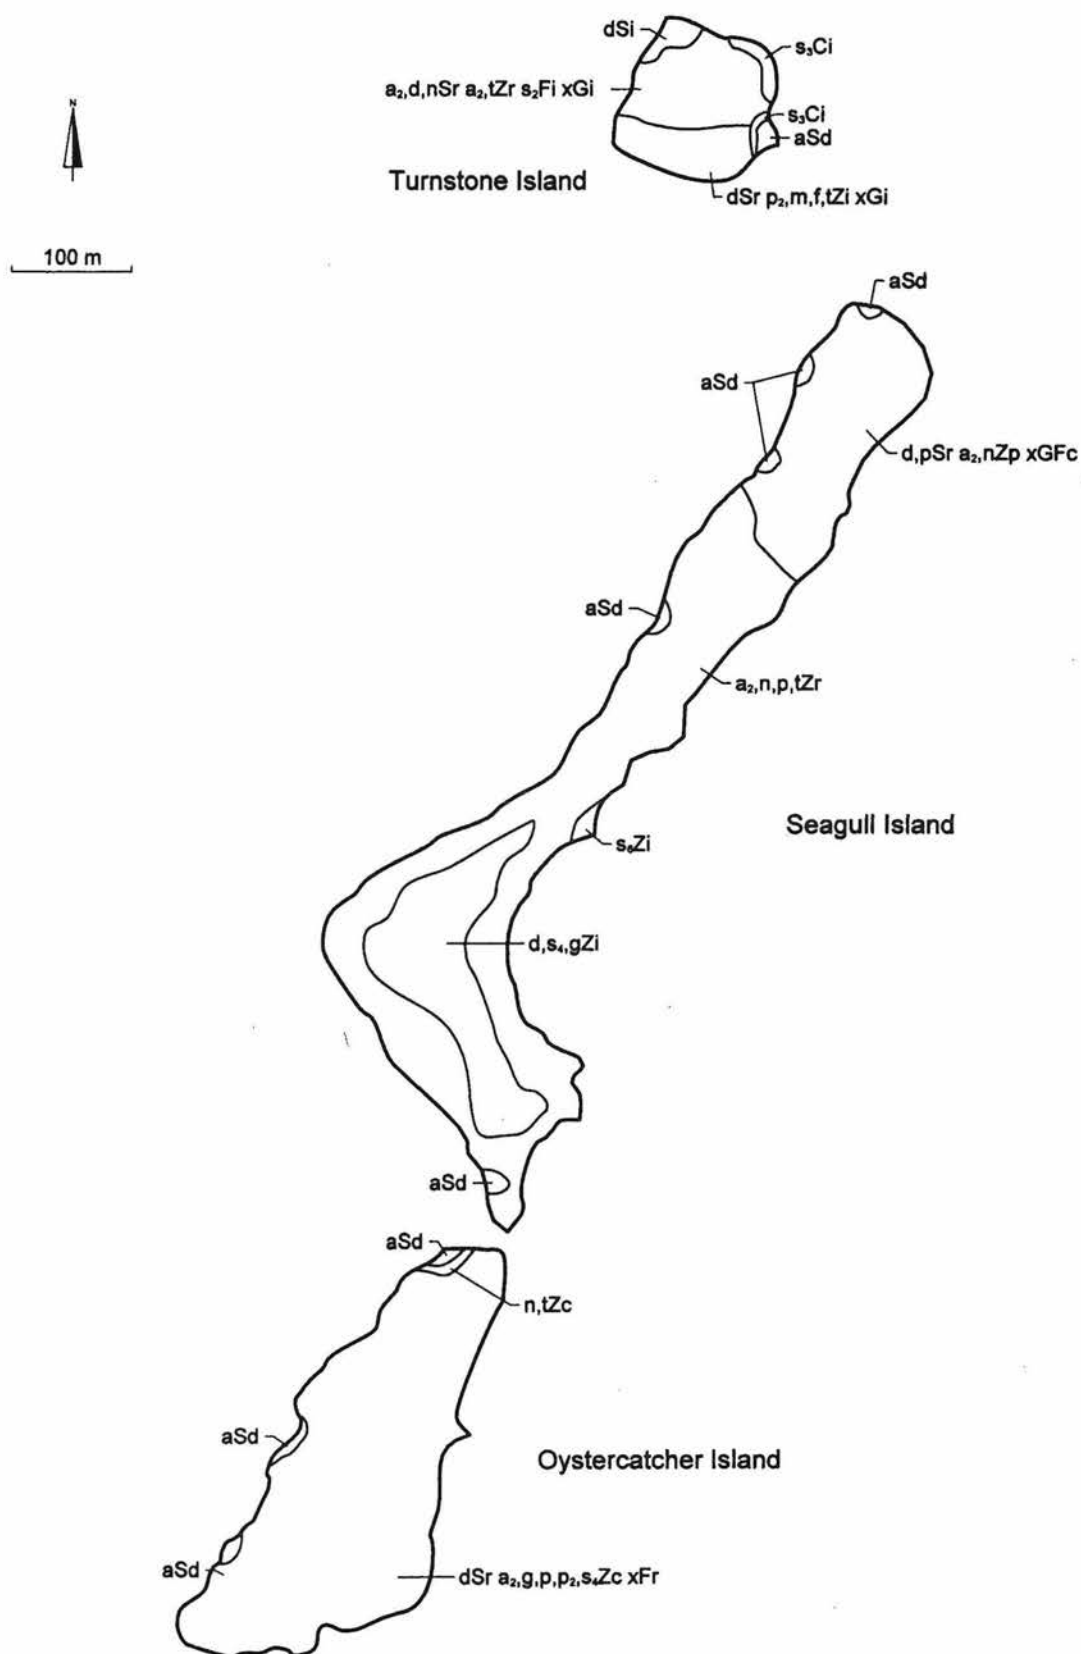 dSi
s₃Ci
a₂,d,nSr a₂,tZr s₂Fi xGi
N
s₃Ci
aSd
Turnstone Island
dSr p₂,m,f,tZi xGi
100 m
aSd
aSd
d,pSr a₂,nZp xGFc
aSd
a₂,n,p,tZr
Seagull Island
s₆Zi
d,s₄,gZi
aSd
aSd
n,tZc
aSd
Oystercatcher Island
aSd
dSr a₂,g,p,p₂,s₄Zc xFr